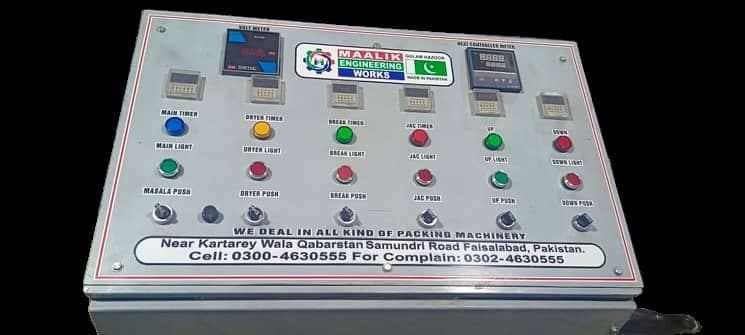 VOLT METER
MAALIK
ENGINEERING
WORKS
GULAM HAZOOR
MADE IN PAKISTAN
HEAT CONTROLLER METER
MAIN TIMER
DRYER TIMER
BREAK TIMER
JAC TIMER
UP
DOWN
MAIN LIGHT
DRYER LIGHT
BREAK LIGHT
JAC LIGHT
UP LIGHT
DOWN LIGHT
MASALA PUSH
DRYER PUSH
BREAK PUSH
JAC PUSH
UP PUSH
DOWN PUSH
WE DEAL IN ALL KIND OF PACKING MACHINERY
Near Kartarey Wala Qabarstan Samundri Road Faisalabad, Pakistan.
Cell: 0300-4630555 For Complain: 0302-4630555